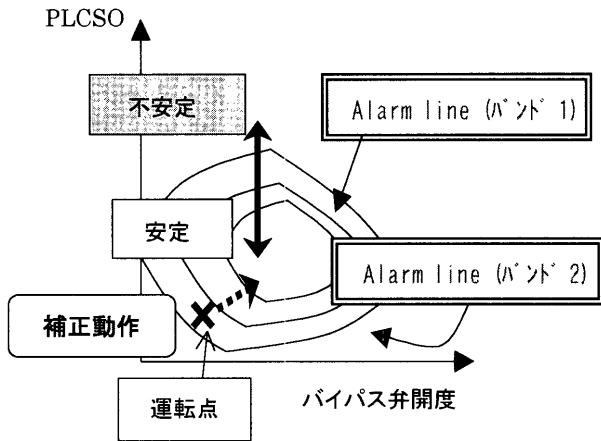 PLCSO
不安定
Alarm line (ﾊﾞﾝﾄﾞ 1)
安定
Alarm line (ﾊﾞﾝﾄﾞ 2)
補正動作
運転点
バイパス弁開度